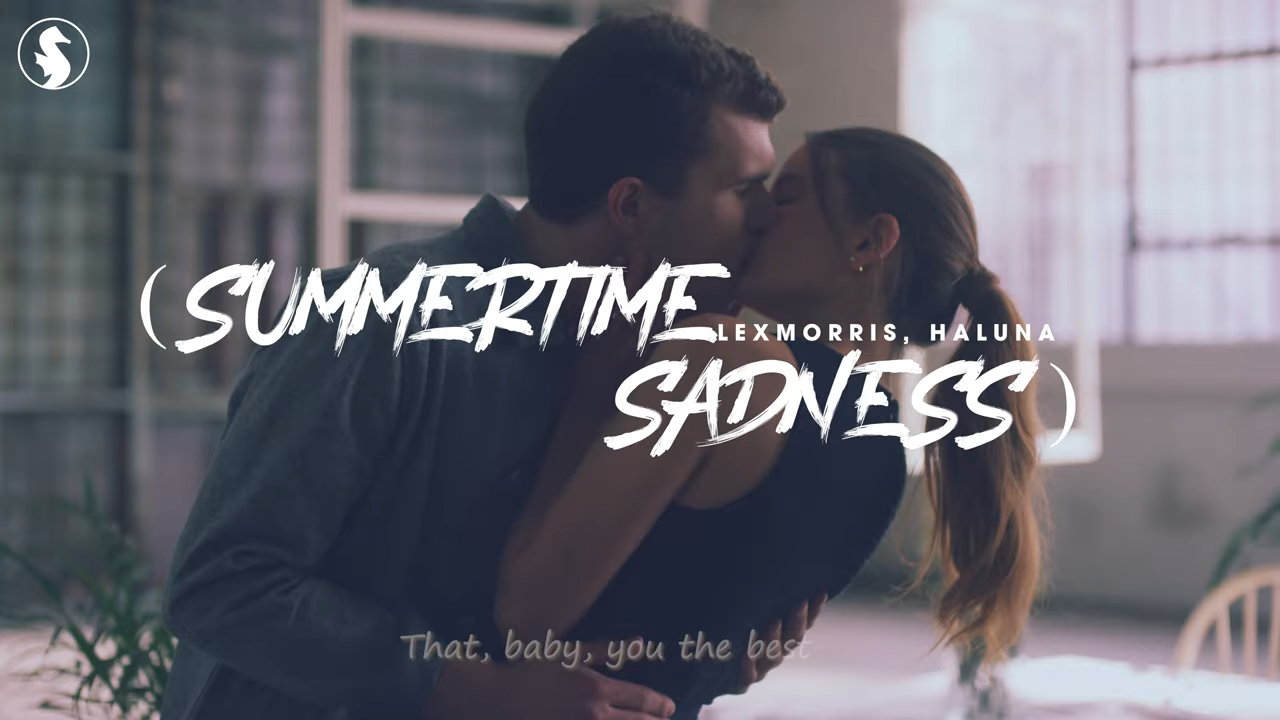 ( SUMMERTIME
LEXMORRIS, HALUNA
SADNESS )
That, baby, you the best